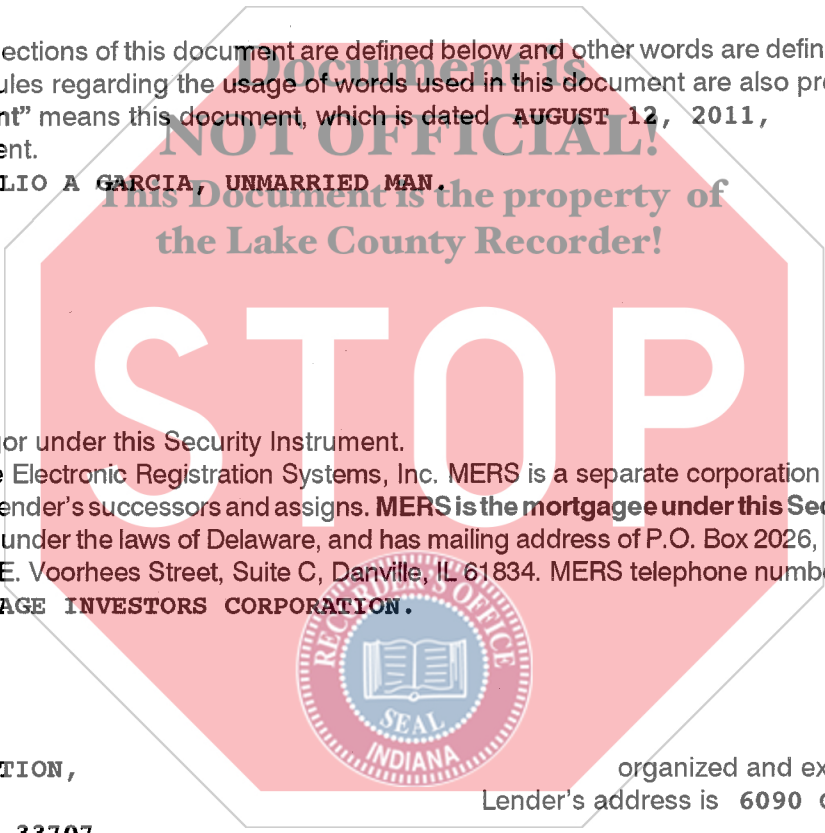 ections of this document are defined below and other words are defin
ules regarding the usage of words used in this document are also pr
nt” means this document, which is dated AUGUST 12, 2011,
ent.
LIO A GARCIA, UNMARRIED MAN.
Document is
NOT OFFICIAL!
This Document is the property of
the Lake County Recorder!
STOP
or under this Security Instrument.
e Electronic Registration Systems, Inc. MERS is a separate corporation
ender’s successors and assigns. MERS is the mortgagee under this Sec
under the laws of Delaware, and has mailing address of P.O. Box 2026,
E. Voorhees Street, Suite C, Danville, IL 61834. MERS telephone numb
AGE INVESTORS CORPORATION.
RECORDER'S OFFICE
SEAL
INDIANA
TION,
organized and ex
Lender’s address is 6090
33707